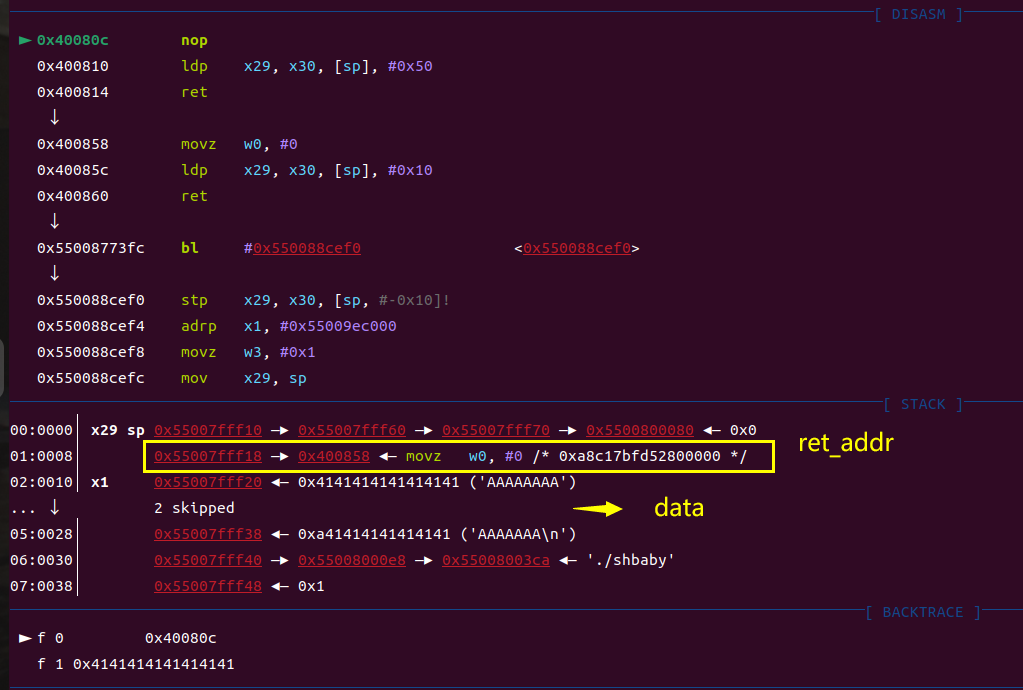 [ DISASM ]
► 0x40080c nop
0x400810 ldp x29, x30, [sp], #0x50
0x400814 ret
↓
0x400858 movz w0, #0
0x40085c ldp x29, x30, [sp], #0x10
0x400860 ret
↓
0x55008773fc bl #0x550088cef0 <0x550088cef0>
↓
0x550088cef0 stp x29, x30, [sp, #-0x10]!
0x550088cef4 adrp x1, #0x55009ec000
0x550088cef8 movz w3, #0x1
0x550088cefc mov x29, sp
[ STACK ]
00:0000│ x29 sp 0x55007fff10 —▸ 0x55007fff60 —▸ 0x55007fff70 —▸ 0x5500800080 ◂— 0x0
01:0008│ 0x55007fff18 —▸ 0x400858 ◂— movz w0, #0 /* 0xa8c17bfd52800000 */ ret_addr
02:0010│ x1 0x55007fff20 ◂— 0x4141414141414141 ('AAAAAAAA')
... ↓ 2 skipped data
05:0028│ 0x55007fff38 ◂— 0xa41414141414141 ('AAAAAAA\n')
06:0030│ 0x55007fff40 —▸ 0x55008000e8 —▸ 0x55008003ca ◂— './shbaby'
07:0038│ 0x55007fff48 ◂— 0x1
[ BACKTRACE ]
► f 0 0x40080c
f 1 0x4141414141414141